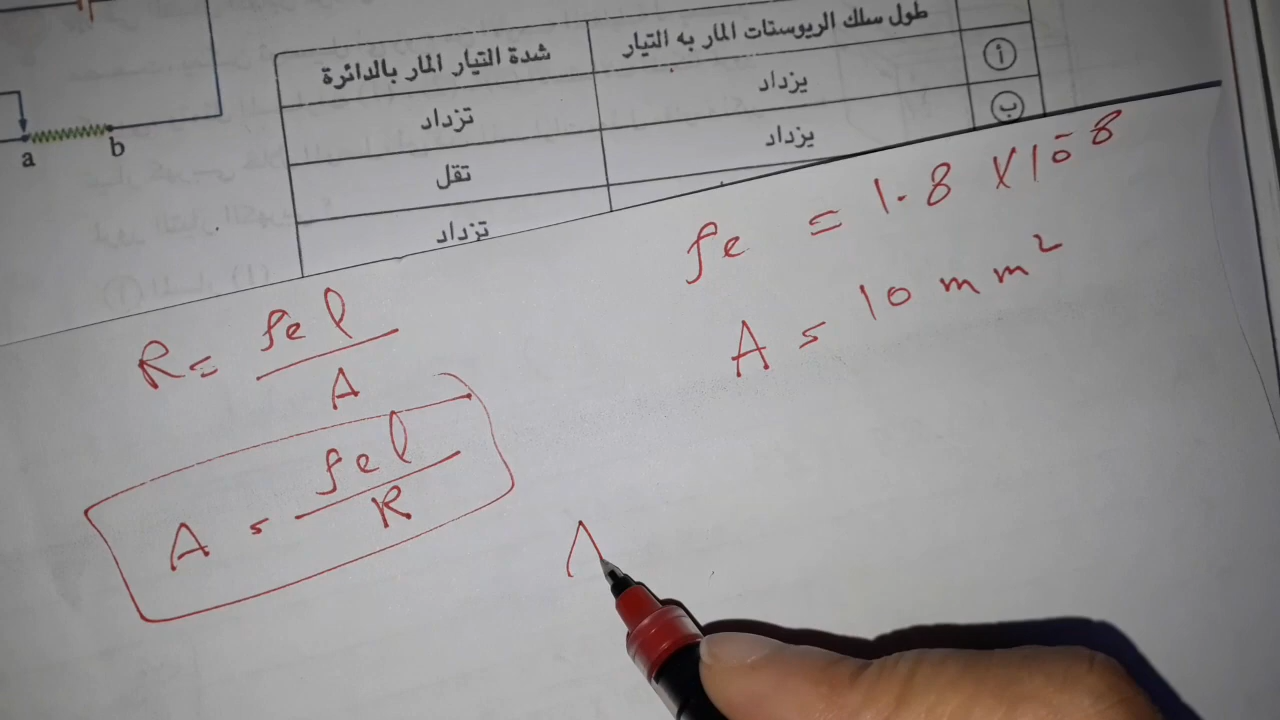 طول سلك الريوستات المار به التيار شدة التيار المار بالدائرة
أ يزداد تزداد
ب يزداد تقل
تزداد
a b
ρe = 1.8 × 10⁻⁸
A = 10 mm²
R = ρe l / A
A = ρe l / R